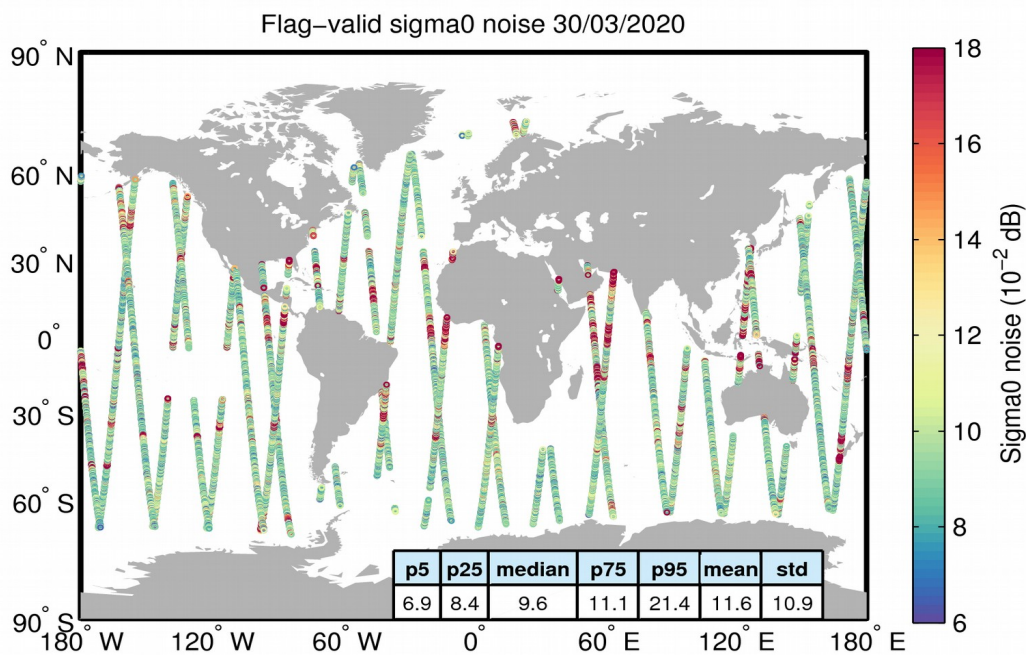 Flag−valid sigma0 noise 30/03/2020
90° N
60° N
30° N
0°
30° S
60° S
90° S
180° W
120° W
60° W
0°
60° E
120° E
180° E
p5 p25 median p75 p95 mean std
6.9 8.4 9.6 11.1 21.4 11.6 10.9
18
16
14
12
10
8
6
Sigma0 noise (10⁻² dB)